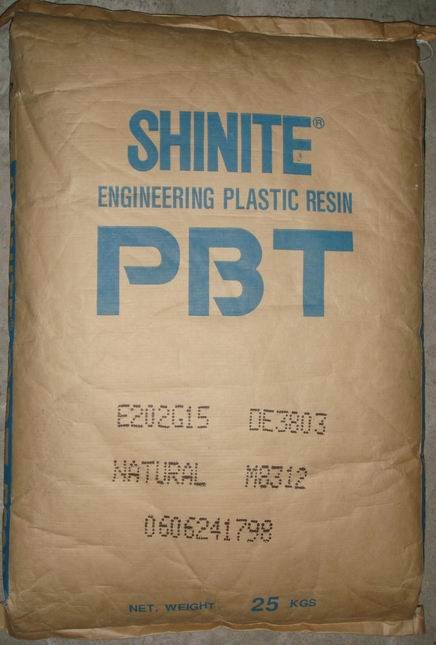 SHINITE®
ENGINEERING PLASTIC RESIN
PBT
E202G15 DE3803
NATURAL M8312
0606241798
NET. WEIGHT 25 KGS